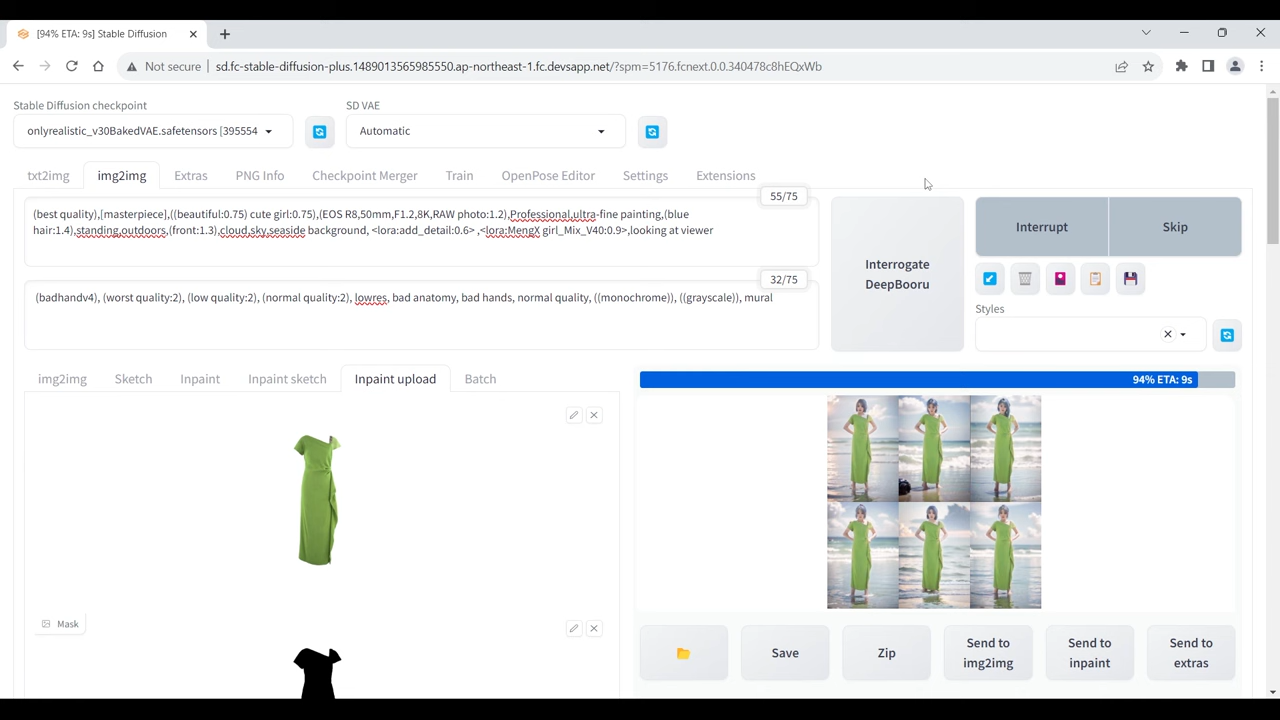 [94% ETA: 9s] Stable Diffusion
Not secure | sd.fc-stable-diffusion-plus.1489013565985550.ap-northeast-1.fc.devsapp.net/?spm=5176.fcnext.0.0.340478c8hEQxWb
Stable Diffusion checkpoint
SD VAE
onlyrealistic_v30BakedVAE.safetensors [395554
Automatic
txt2img
img2img
Extras
PNG Info
Checkpoint Merger
Train
OpenPose Editor
Settings
Extensions
55/75
(best quality),[masterpiece],((beautiful:0.75) cute girl:0.75),(EOS R8,50mm,F1.2,8K,RAW photo:1.2),Professional,ultra-fine painting,(blue
hair:1.4),standing,outdoors,(front:1.3),cloud,sky,seaside background, <lora:add_detail:0.6> ,<lora:MengX girl_Mix_V40:0.9>,looking at viewer
32/75
(badhandv4), (worst quality:2), (low quality:2), (normal quality:2), lowres, bad anatomy, bad hands, normal quality, ((monochrome)), ((grayscale)), mural
Interrogate
DeepBooru
Interrupt
Skip
Styles
img2img
Sketch
Inpaint
Inpaint sketch
Inpaint upload
Batch
94% ETA: 9s
Mask
Save
Zip
Send to
img2img
Send to
inpaint
Send to
extras